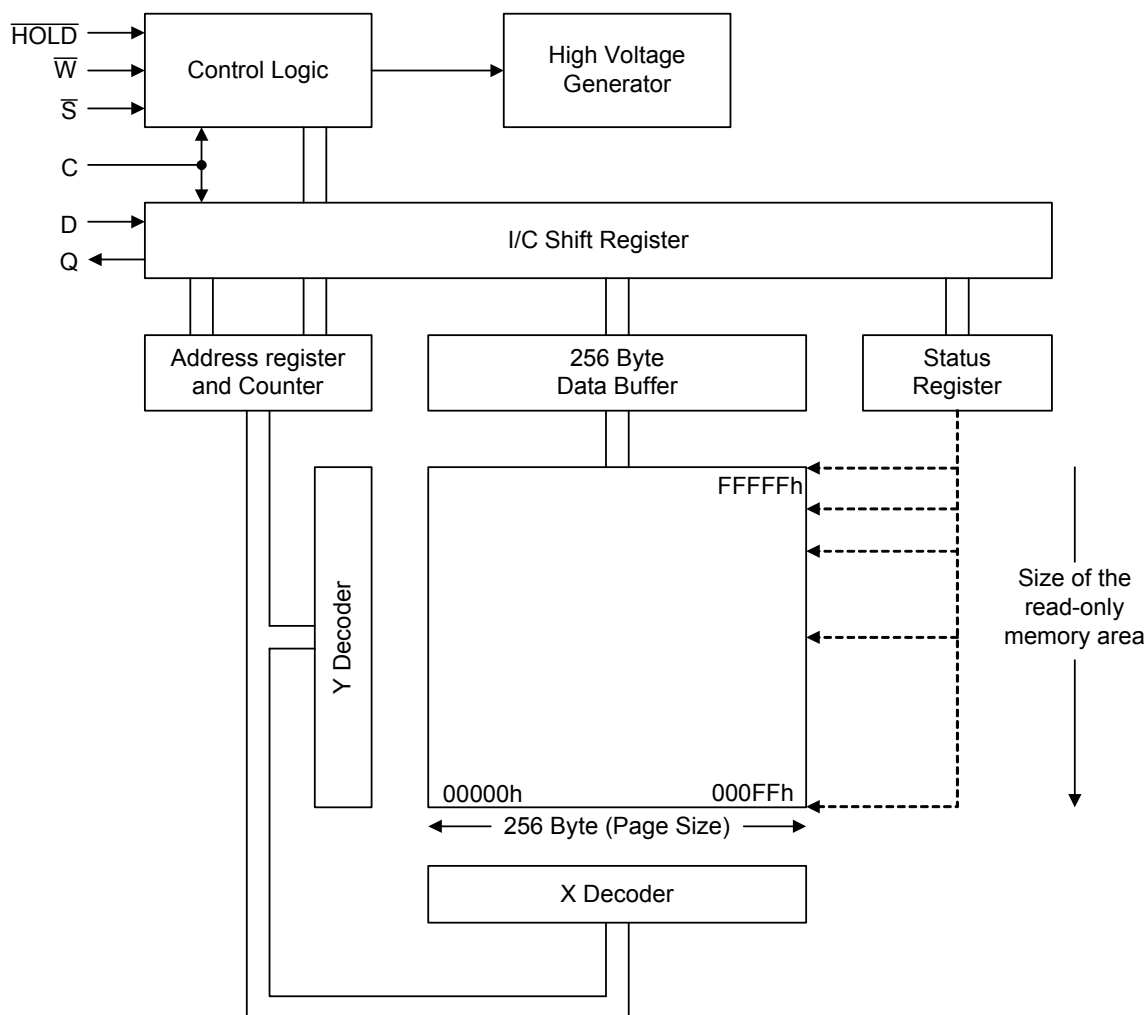 HOLD
W
S
C
D
Q
Control Logic
High Voltage
Generator
I/C Shift Register
Address register
and Counter
256 Byte
Data Buffer
Status
Register
Y Decoder
FFFFFh
00000h
000FFh
256 Byte (Page Size)
X Decoder
Size of the
read-only
memory area